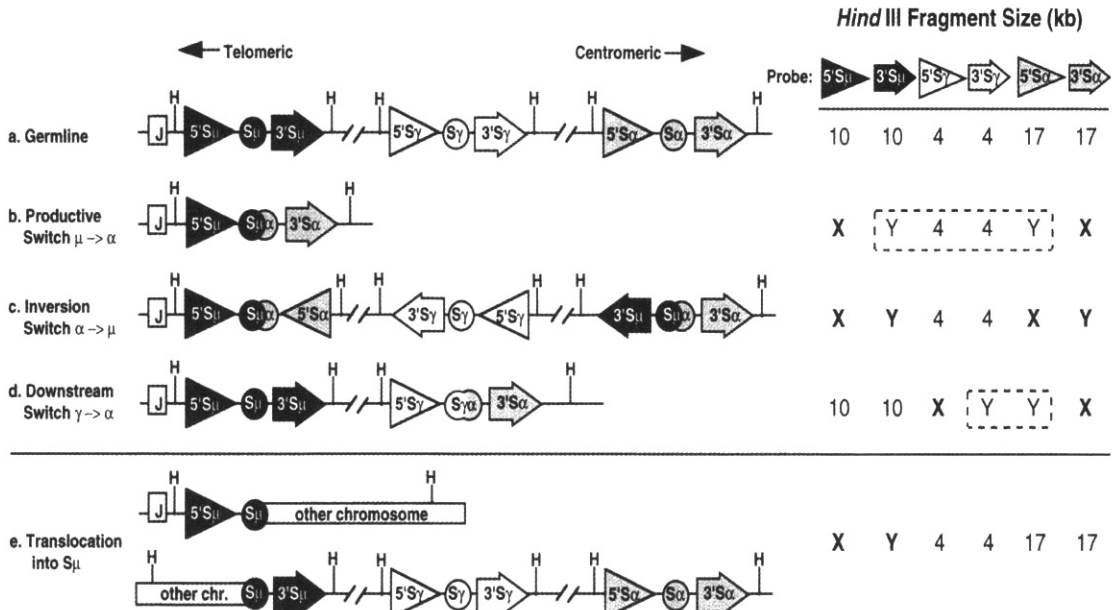 Hind III Fragment Size (kb)
Telomeric
Centromeric
Probe: 5'Sμ 3'Sμ 5'Sγ 3'Sγ 5'Sα 3'Sα
a. Germline
J H 5'Sμ Sμ 3'Sμ H H 5'Sγ Sγ 3'Sγ H H 5'Sα Sα 3'Sα H
10 10 4 4 17 17
b. Productive
Switch μ -> α
J H 5'Sμ Sμα 3'Sα H
X Y 4 4 Y X
c. Inversion
Switch α -> μ
J H 5'Sμ Sμα 5'Sα H H 3'Sγ Sγ 5'Sγ H H 3'Sμ Sμα 3'Sα H
X Y 4 4 X Y
d. Downstream
Switch γ -> α
J H 5'Sμ Sμ 3'Sμ H H 5'Sγ Sγα 3'Sα H
10 10 X Y Y X
e. Translocation
into Sμ
J H 5'Sμ Sμ other chromosome H
X Y 4 4 17 17
H other chr. Sμ 3'Sμ H H 5'Sγ Sγ 3'Sγ H H 5'Sα Sα 3'Sα H